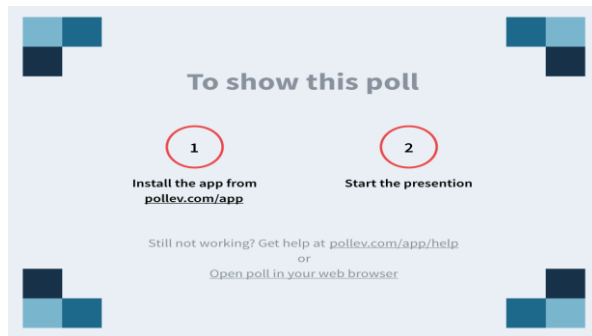 To show this poll
1
2
Install the app from
pollev.com/app
Start the presention
Still not working? Get help at pollev.com/app/help
or
Open poll in your web browser